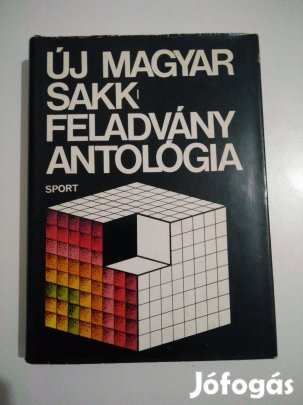 ÚJ MAGYAR
SAKK
FELADVÁNY
ANTOLÓGIA
SPORT
Jófogás